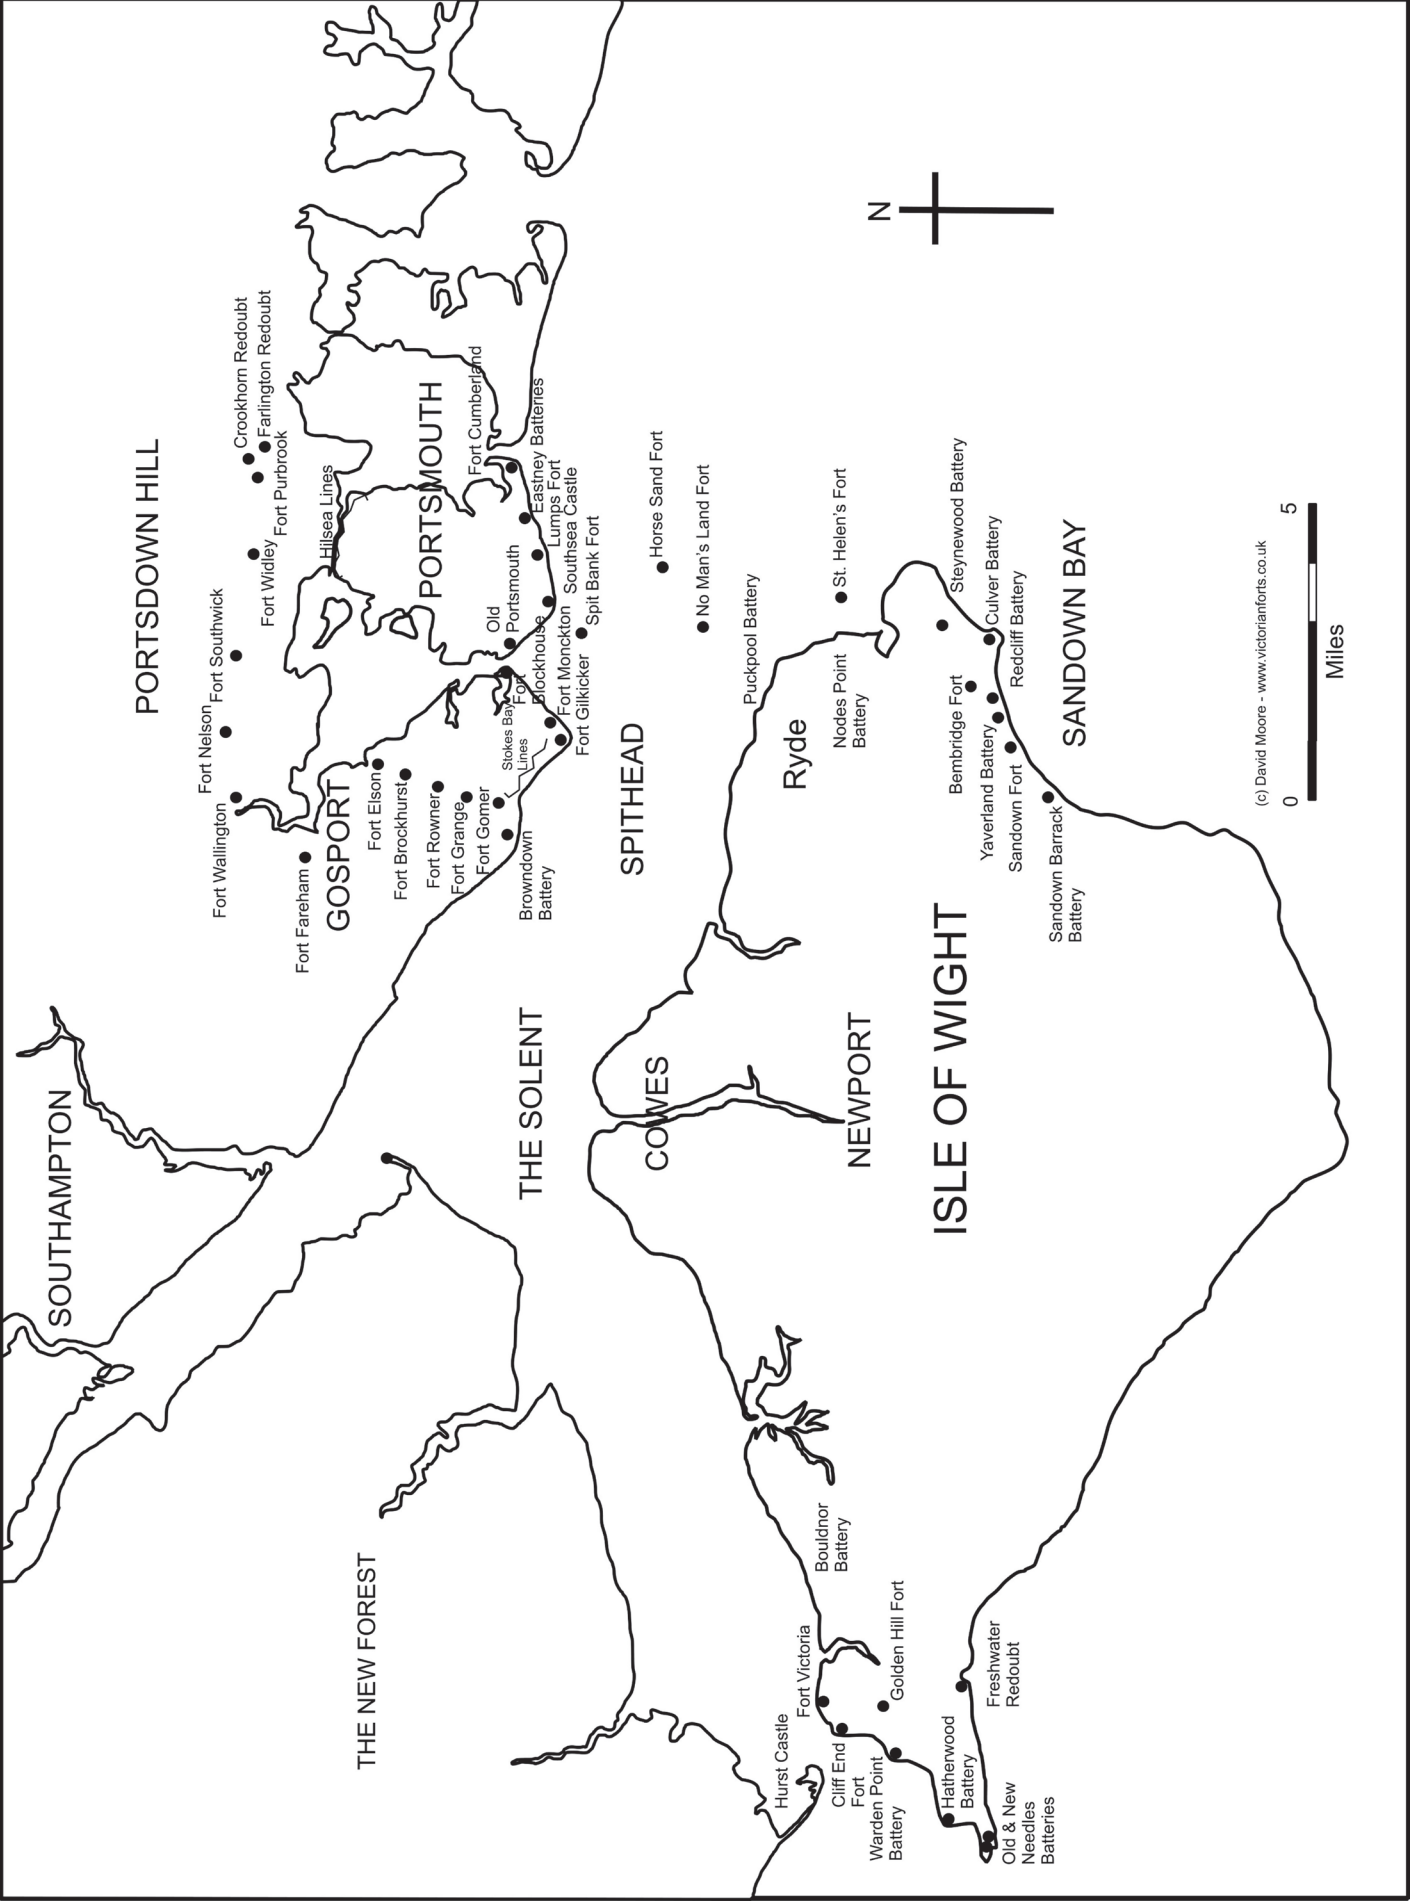 SOUTHAMPTON
PORTSDOWN HILL
Fort Wallington
Fort Nelson
Fort Southwick
Fort Widley
Fort Purbrook
Crookhorn Redoubt
Farlington Redoubt
Fort Fareham
GOSPORT
Hilsea Lines
THE NEW FOREST
Fort Elson
Fort Brockhurst
Fort Rowner
Fort Grange
Fort Gomer
PORTSMOUTH
Fort Cumberland
Browndown
Battery
Stokes Bay
Lines
Fort
Blockhouse
Old
Portsmouth
Eastney Batteries
Lumps Fort
Southsea Castle
Spit Bank Fort
Fort Monckton
Fort Gilkicker
THE SOLENT
SPITHEAD
Horse Sand Fort
No Man's Land Fort
COWES
Puckpool Battery
Ryde
St. Helen's Fort
Nodes Point
Battery
NEWPORT
Hurst Castle
Fort Victoria
Bouldnor
Battery
Cliff End
Fort
Warden Point
Battery
Golden Hill Fort
Hatherwood
Battery
Freshwater
Redoubt
Old & New
Needles
Batteries
ISLE OF WIGHT
Bembridge Fort
Steynewood Battery
Culver Battery
Redcliff Battery
Yaverland Battery
Sandown Fort
Sandown Barrack
Battery
SANDOWN BAY
N
(c) David Moore - www.victorianforts.co.uk
0
5
Miles